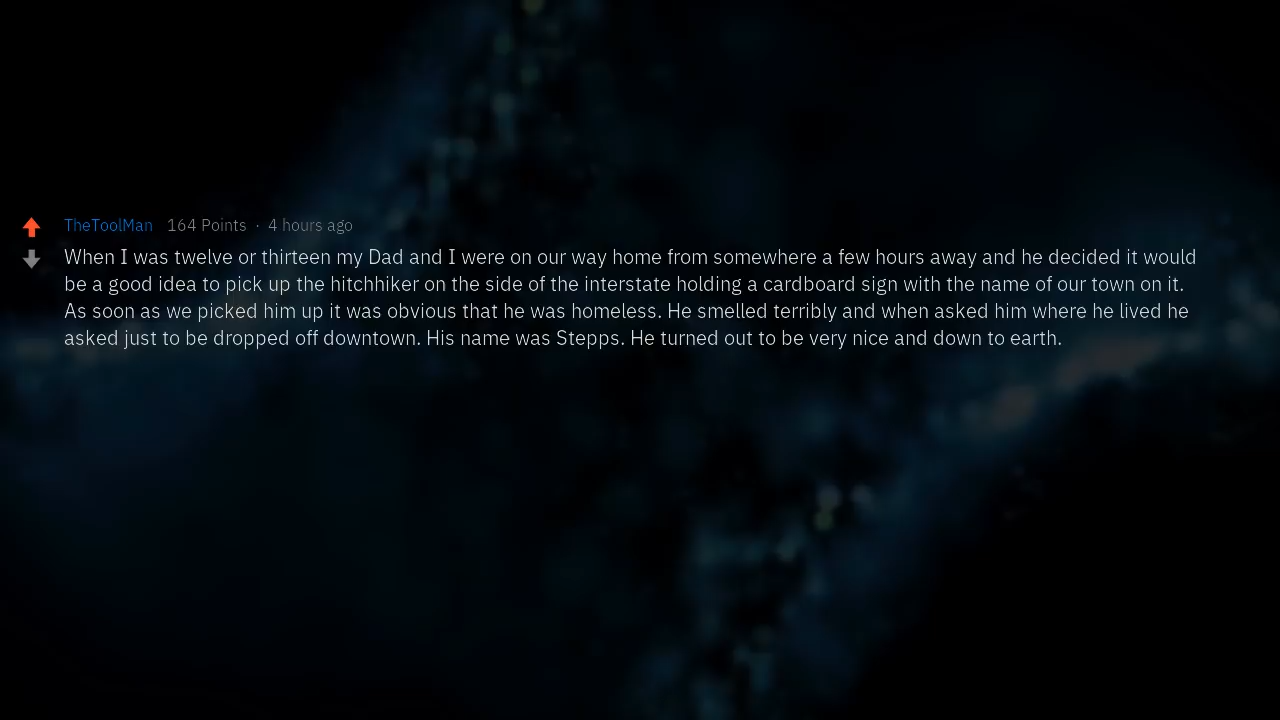 TheToolMan 164 Points · 4 hours ago
When I was twelve or thirteen my Dad and I were on our way home from somewhere a few hours away and he decided it would
be a good idea to pick up the hitchhiker on the side of the interstate holding a cardboard sign with the name of our town on it.
As soon as we picked him up it was obvious that he was homeless. He smelled terribly and when asked him where he lived he
asked just to be dropped off downtown. His name was Stepps. He turned out to be very nice and down to earth.